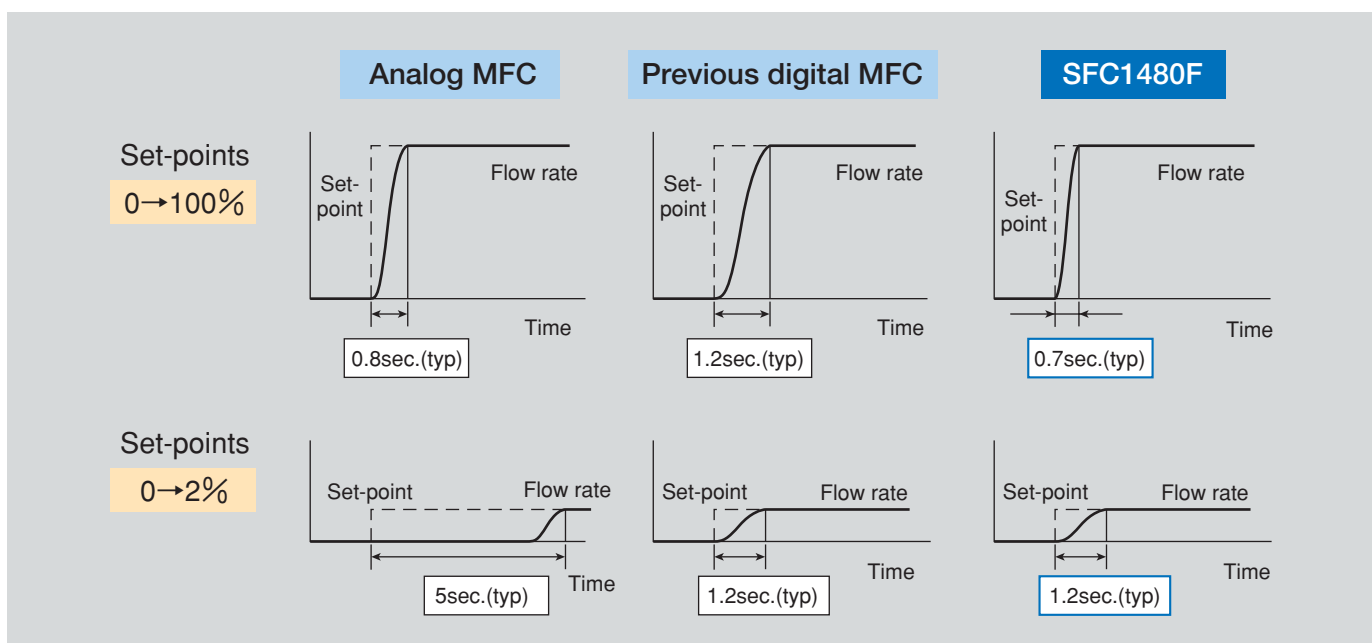 Analog MFC
Previous digital MFC
SFC1480F
Set-points
0→100%
Set-
point
Flow rate
Time
0.8sec.(typ)
Set-
point
Flow rate
Time
1.2sec.(typ)
Set-
point
Flow rate
Time
0.7sec.(typ)
Set-points
0→2%
Set-point
Flow rate
Time
5sec.(typ)
Set-point
Flow rate
Time
1.2sec.(typ)
Set-point
Flow rate
Time
1.2sec.(typ)